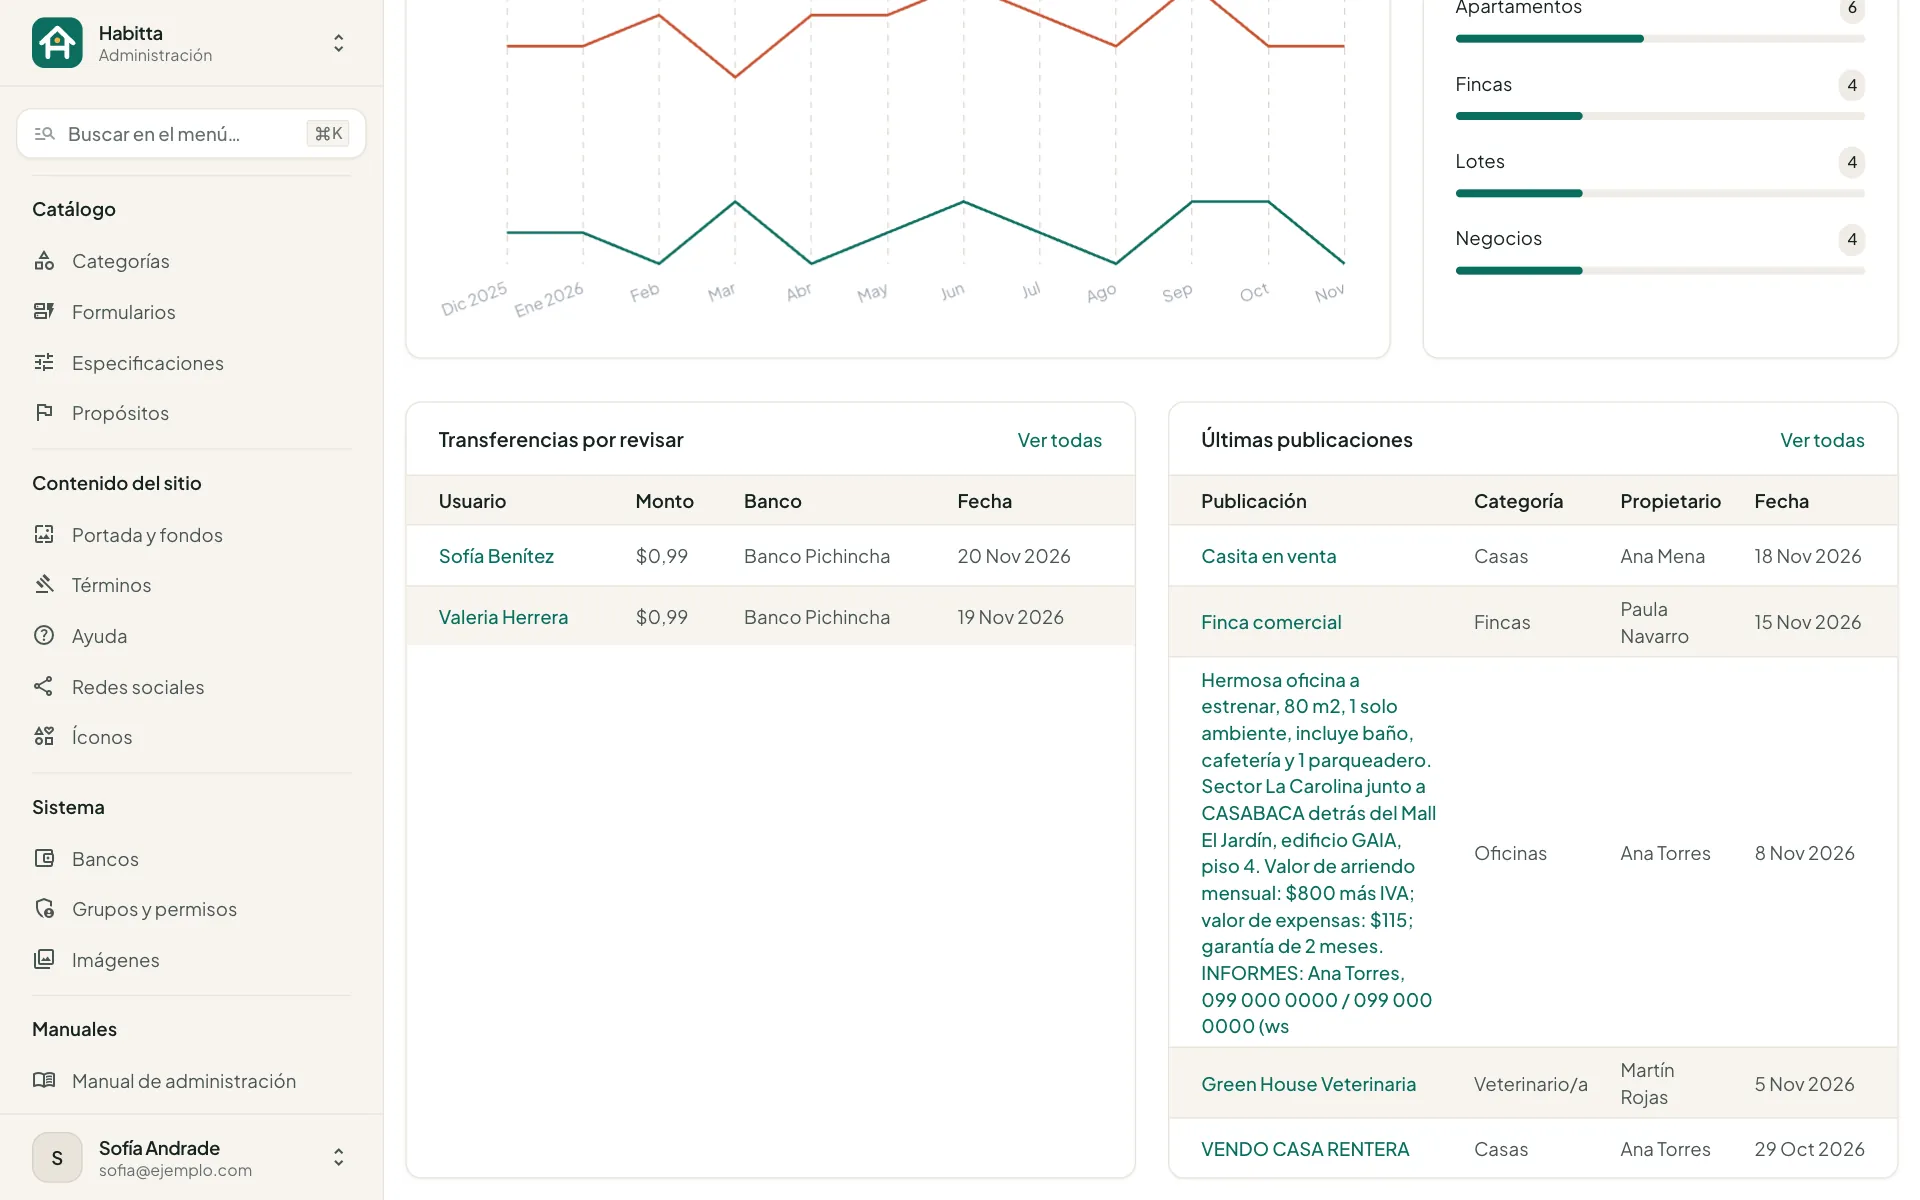 Habitta
Administración
Buscar en el menú...
⌘K
Catálogo
Categorías
Formularios
Especificaciones
Propósitos
Contenido del sitio
Portada y fondos
Términos
Ayuda
Redes sociales
Íconos
Sistema
Bancos
Grupos y permisos
Imágenes
Manuales
Manual de administración
S
Sofía Andrade
sofia@ejemplo.com
Dic 2025 Ene 2026 Feb Mar Abr May Jun Jul Ago Sep Oct Nov
Apartamentos 6
Fincas 4
Lotes 4
Negocios 4
Transferencias por revisar Ver todas
Usuario Monto Banco Fecha
Sofía Benítez $0,99 Banco Pichincha 20 Nov 2026
Valeria Herrera $0,99 Banco Pichincha 19 Nov 2026
Últimas publicaciones Ver todas
Publicación Categoría Propietario Fecha
Casita en venta Casas Ana Mena 18 Nov 2026
Finca comercial Fincas Paula Navarro 15 Nov 2026
Hermosa oficina a
estrenar, 80 m2, 1 solo
ambiente, incluye baño,
cafetería y 1 parqueadero.
Sector La Carolina junto a
CASABACA detrás del Mall
El Jardín, edificio GAIA,
piso 4. Valor de arriendo
mensual: $800 más IVA;
valor de expensas: $115;
garantía de 2 meses.
INFORMES: Ana Torres,
099 000 0000 / 099 000
0000 (ws
Oficinas Ana Torres 8 Nov 2026
Green House Veterinaria Veterinario/a Martín Rojas 5 Nov 2026
VENDO CASA RENTERA Casas Ana Torres 29 Oct 2026